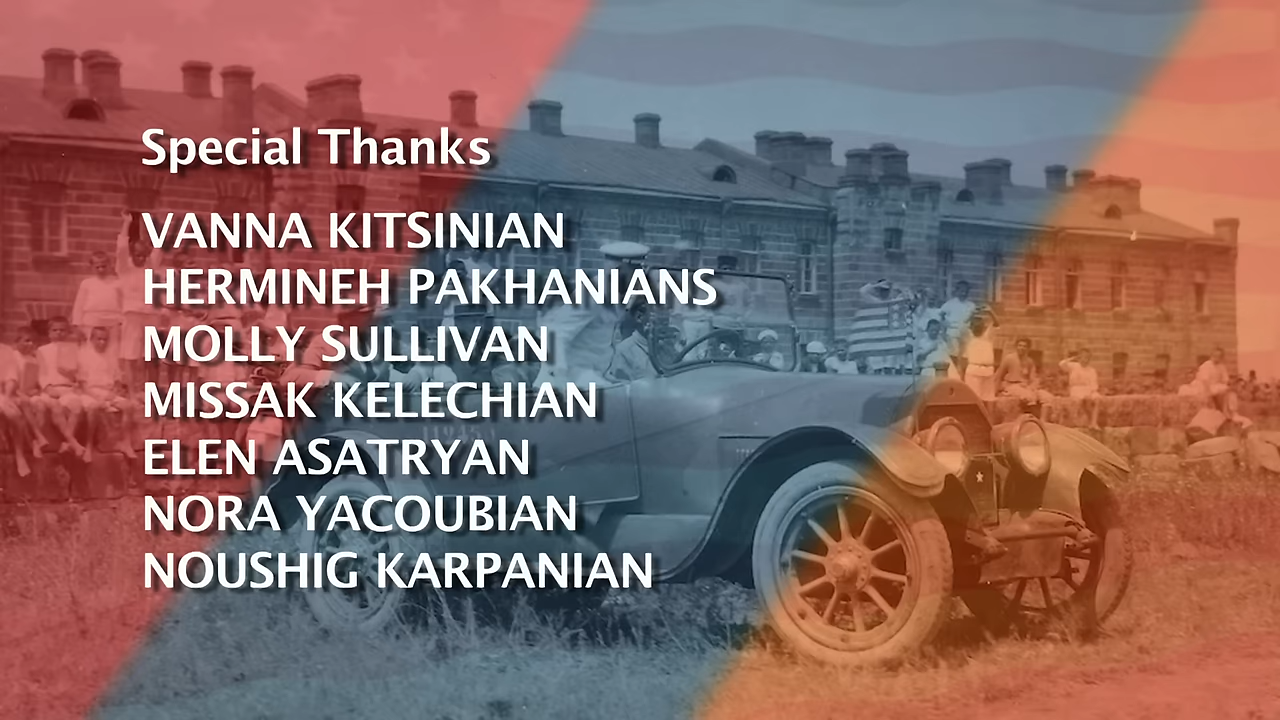 Special Thanks
VANNA KITSINIAN
HERMINEH PAKHANIANS
MOLLY SULLIVAN
MISSAK KELECHIAN
ELEN ASATRYAN
NORA YACOUBIAN
NOUSHIG KARPANIAN